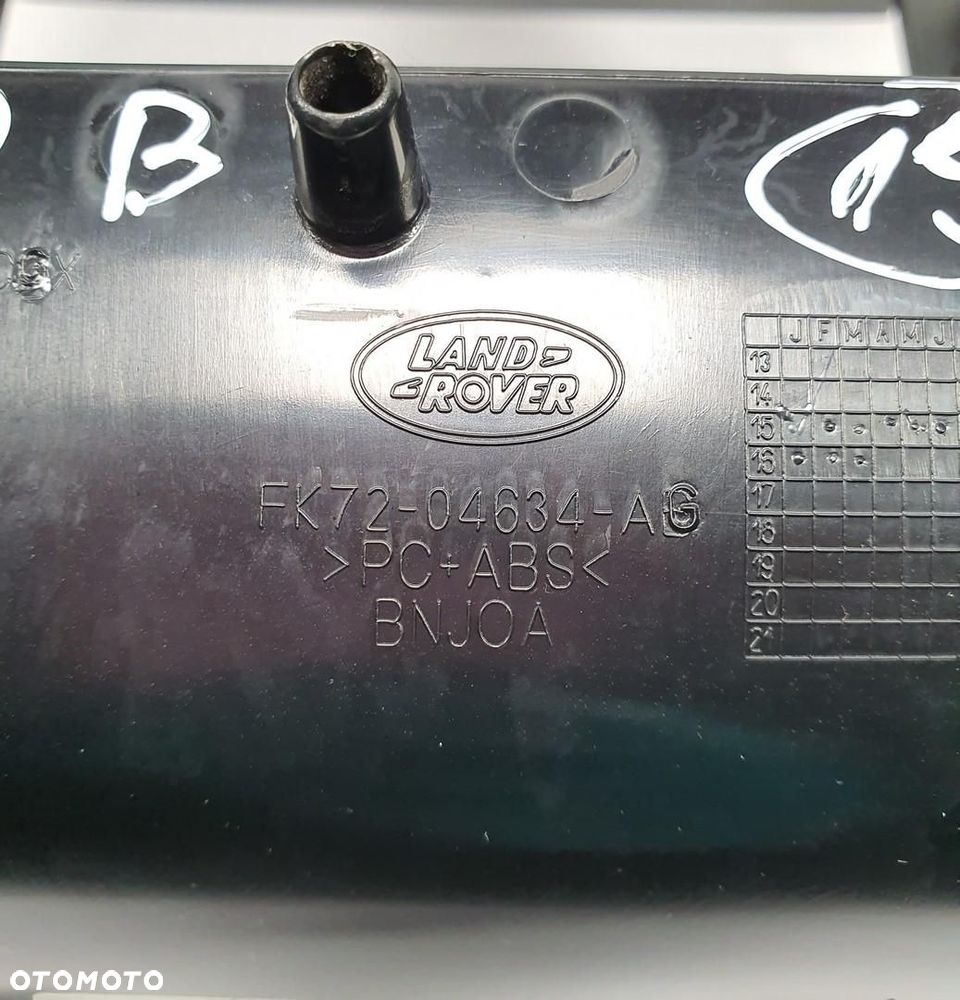 B
15
LAND
ROVER
FK72-04634-AG
>PC+ABS<
BNJOA
J F M A M J
13
14
15
16
17
18
19
20
21
OTOMOTO